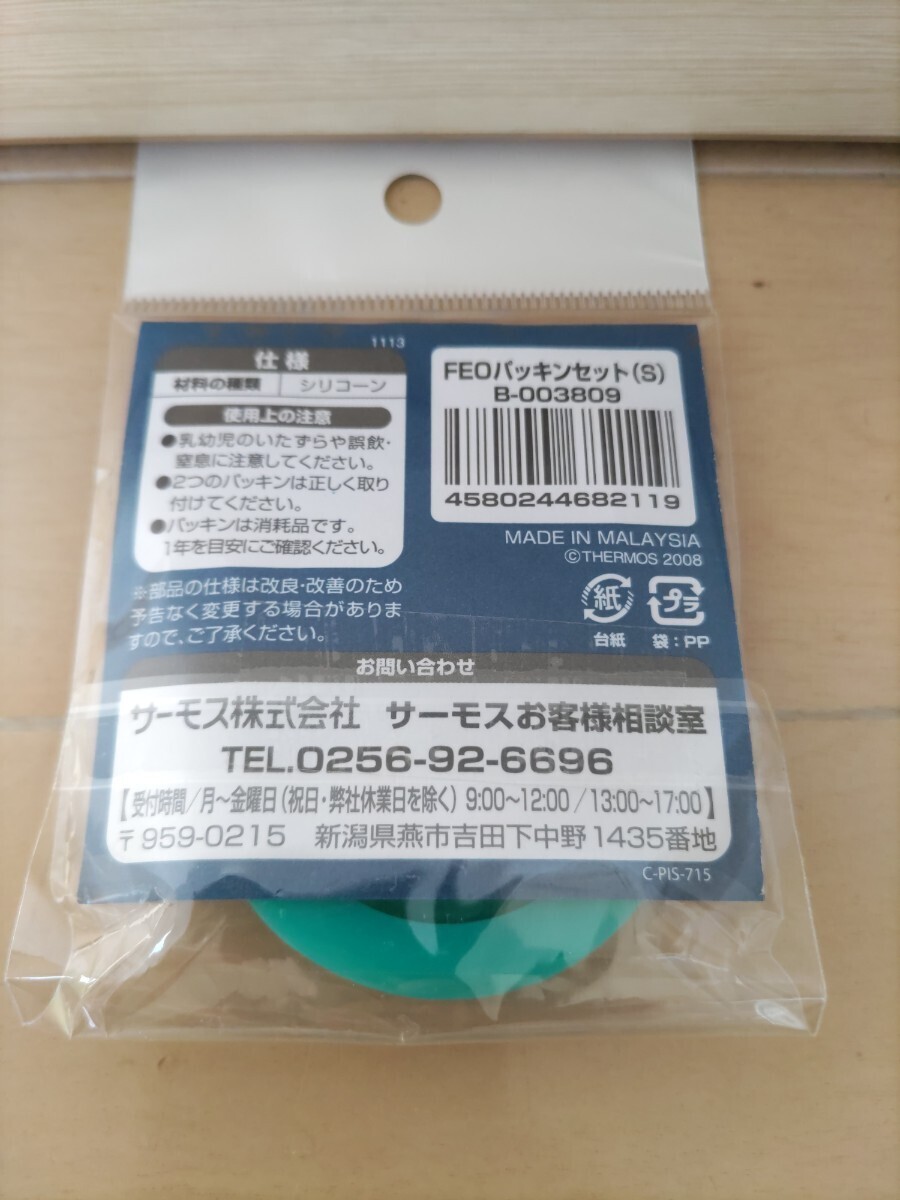 1113
仕様
材料の種類 シリコーン
使用上の注意
●乳幼児のいたずらや誤飲・
窒息に注意してください。
●2つのパッキンは正しく取り
付けてください。
●パッキンは消耗品です。
1年を目安にご確認ください。
※部品の仕様は改良・改善のため
予告なく変更する場合がありま
すので、ご了承ください。
FEOパッキンセット(S)
B-003809
4580244682119
MADE IN MALAYSIA
©THERMOS 2008
紙 プラ
台紙 袋：PP
お問い合わせ
サーモス株式会社 サーモスお客様相談室
TEL.0256-92-6696
【受付時間/月〜金曜日(祝日・弊社休業日を除く) 9:00〜12:00/13:00〜17:00】
〒959-0215 新潟県燕市吉田下中野1435番地
C-PIS-715